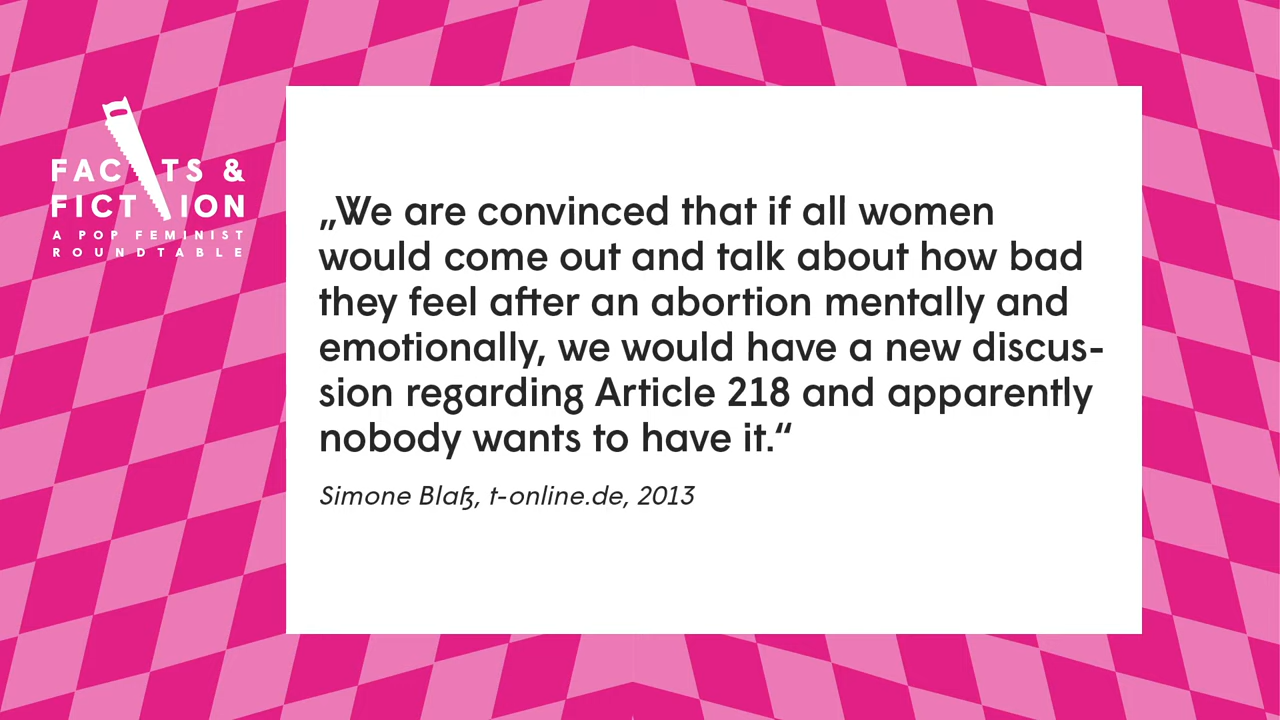 FACTS &
FICTION
A POP FEMINIST
ROUNDTABLE
„We are convinced that if all women
would come out and talk about how bad
they feel after an abortion mentally and
emotionally, we would have a new discus-
sion regarding Article 218 and apparently
nobody wants to have it.“
Simone Blaß, t-online.de, 2013